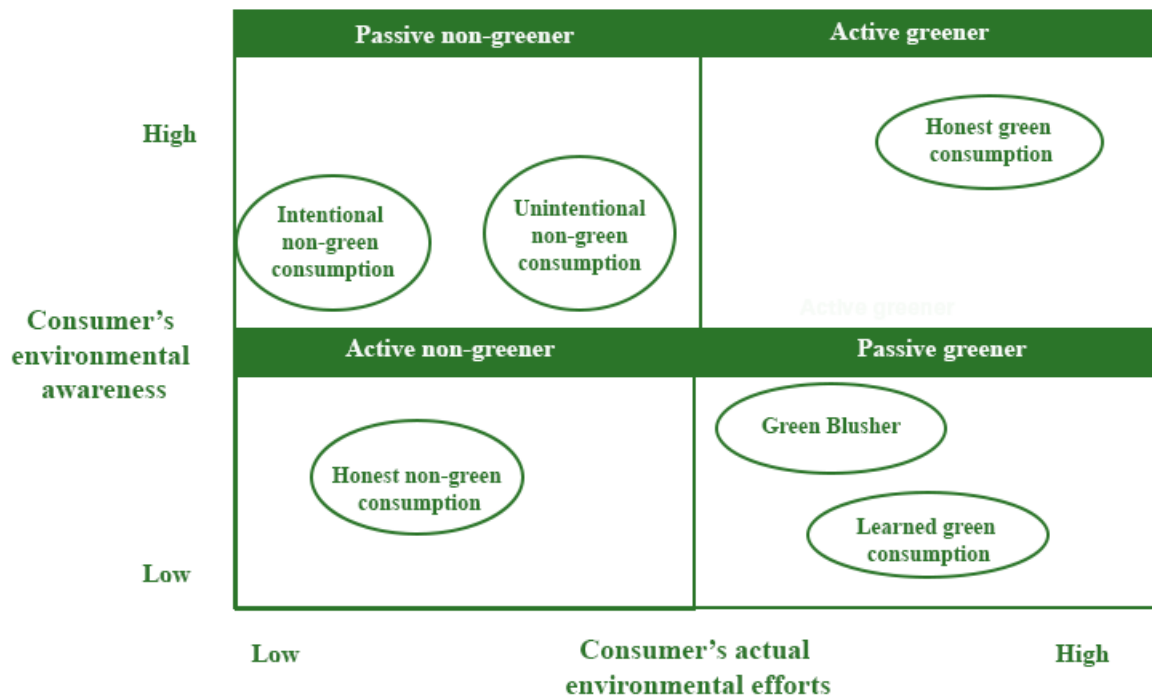 Passive non-greener
Active greener
High
Honest green
consumption
Intentional
non-green
consumption
Unintentional
non-green
consumption
Active greener
Consumer’s
environmental
awareness
Active non-greener
Passive greener
Green Blusher
Honest non-green
consumption
Learned green
consumption
Low
Low
Consumer’s actual
environmental efforts
High